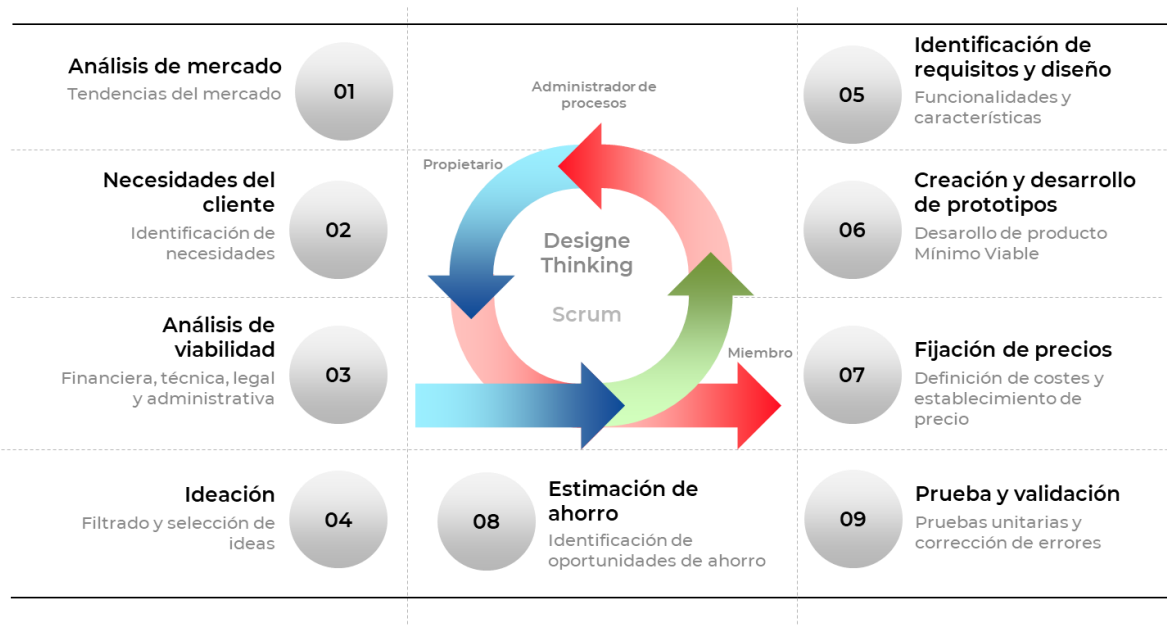 Análisis de mercado
Tendencias del mercado
01
Necesidades del
cliente
Identificación de
necesidades
02
Análisis de
viabilidad
Financiera, técnica, legal
y administrativa
03
Ideación
Filtrado y selección de
ideas
04
Administrador de
procesos
Propietario
Designe
Thinking
Scrum
Miembro
05
Identificación de
requisitos y diseño
Funcionalidades y
características
06
Creación y desarrollo
de prototipos
Desarollo de producto
Mínimo Viable
07
Fijación de precios
Definición de costes y
establecimiento de
precio
08
Estimación de
ahorro
Identificación de
oportunidades de ahorro
09
Prueba y validación
Pruebas unitarias y
corrección de errores